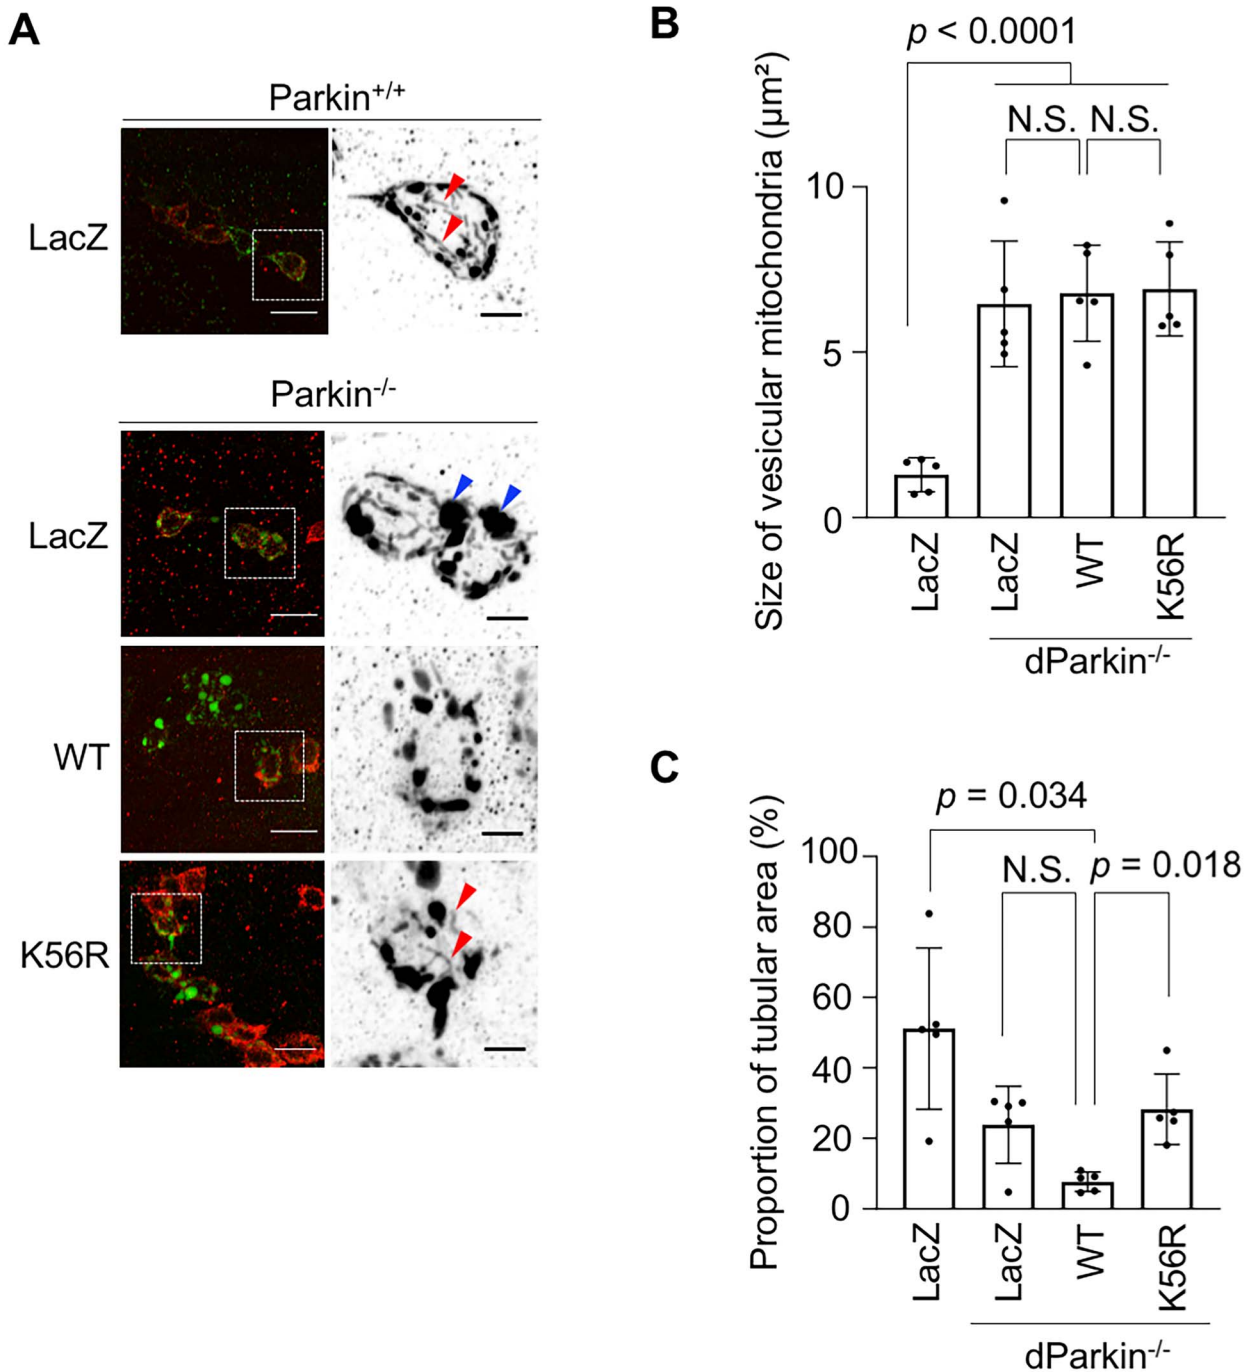 A
Parkin+/+
LacZ
Parkin-/-
LacZ
WT
K56R
B
p < 0.0001
N.S. N.S.
Size of vesicular mitochondria (µm²)
10
5
0
LacZ
LacZ
WT
K56R
dParkin-/-
C
p = 0.034
N.S. p = 0.018
Proportion of tubular area (%)
100
80
60
40
20
0
LacZ
LacZ
WT
K56R
dParkin-/-